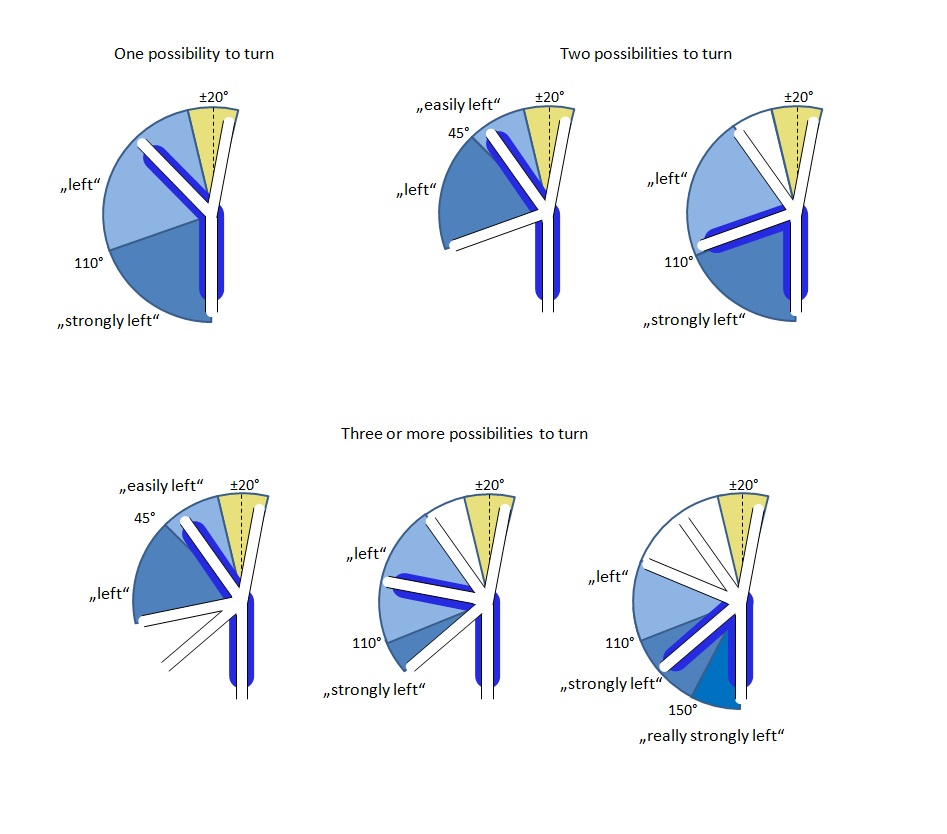 One possibility to turn
Two possibilities to turn
±20°
„left“
110°
„strongly left“
±20°
„easily left“
45°
„left“
±20°
„left“
110°
„strongly left“
Three or more possibilities to turn
±20°
„easily left“
45°
„left“
±20°
„left“
110°
„strongly left“
±20°
„left“
110°
„strongly left“
150°
„really strongly left“